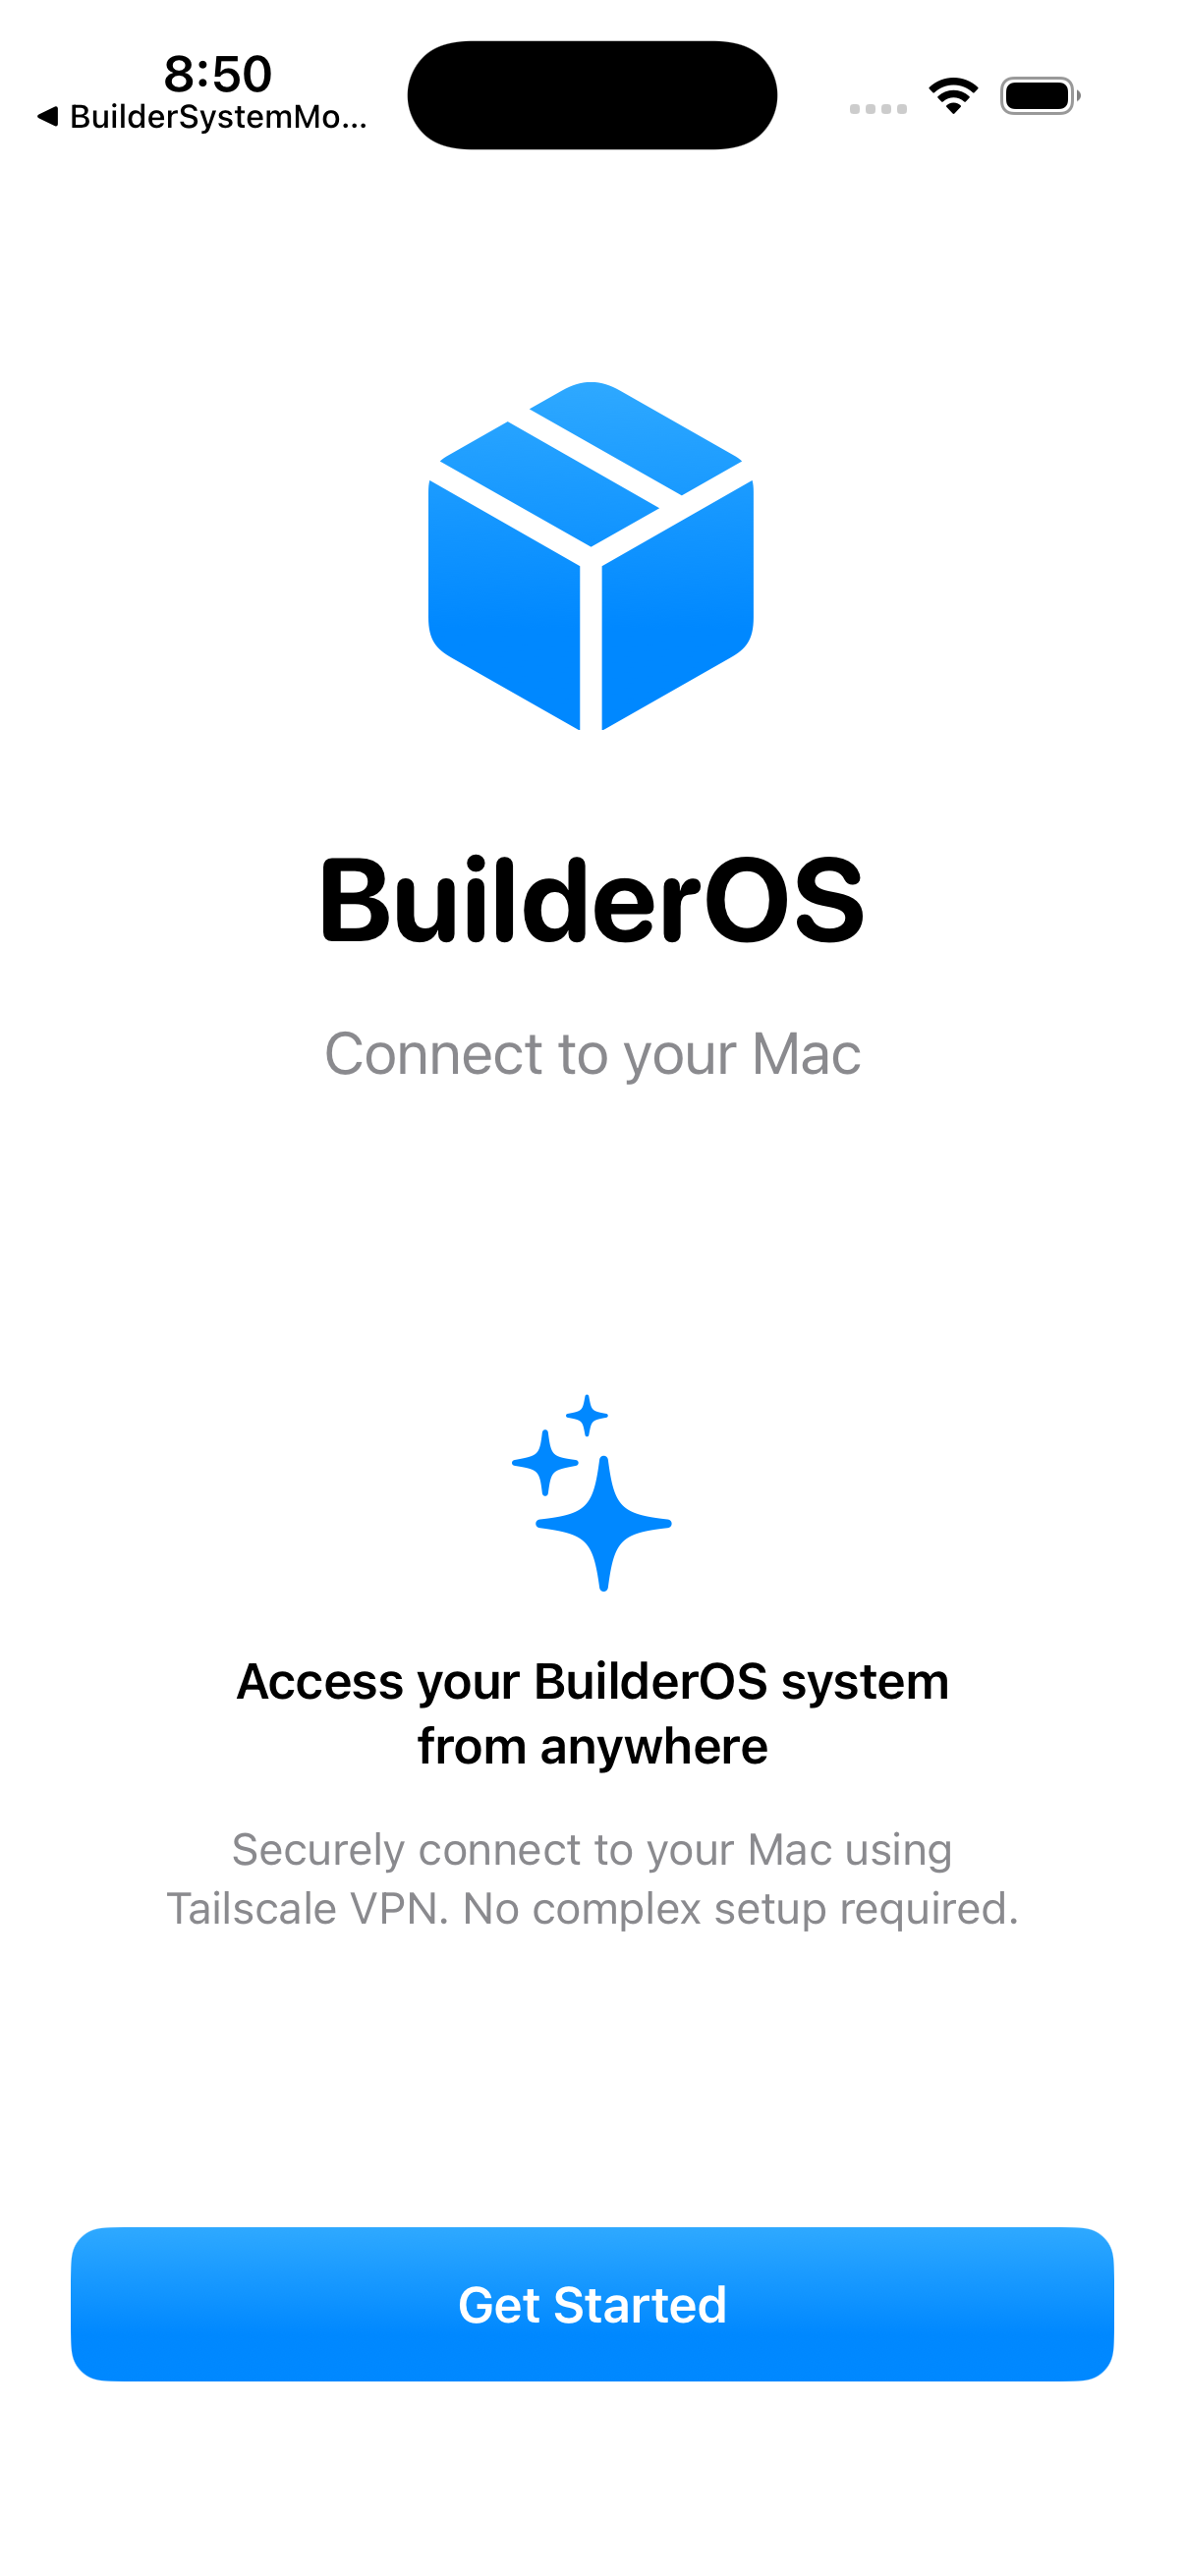 8:50
◀ BuilderSystemMo...
BuilderOS
Connect to your Mac
Access your BuilderOS system
from anywhere
Securely connect to your Mac using
Tailscale VPN. No complex setup required.
Get Started